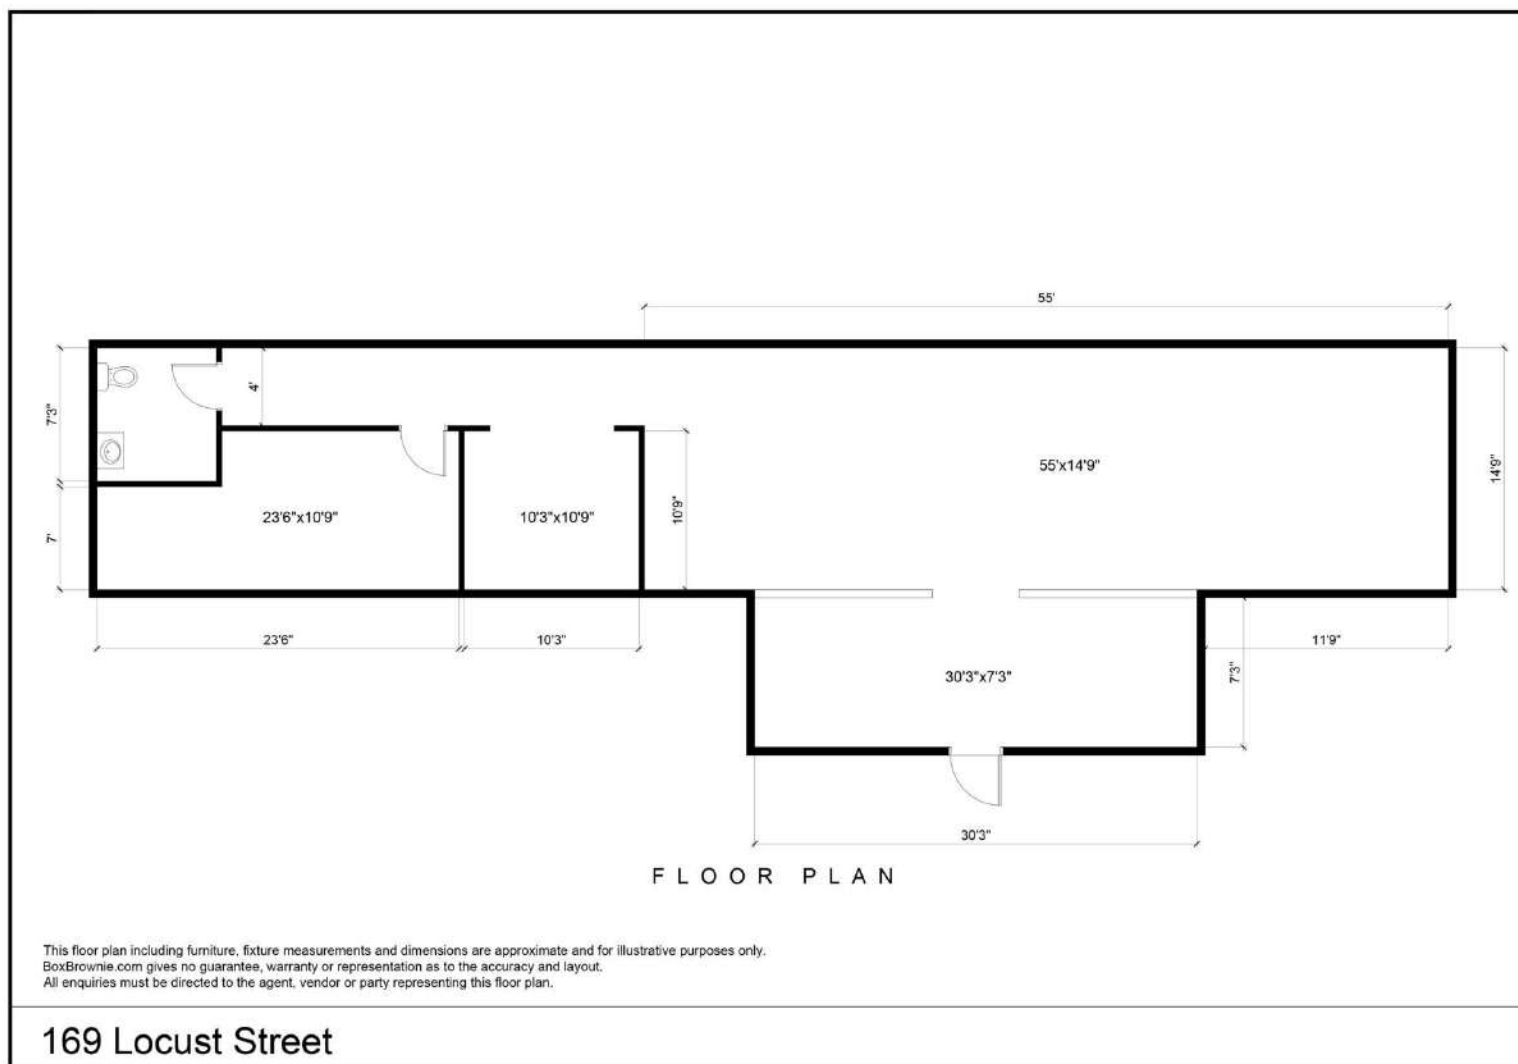 55'
4'
7'3"
14'9"
55'x14'9"
10'9"
23'6"x10'9"
10'3"x10'9"
7'
23'6"
10'3"
11'9"
7'3"
30'3"x7'3"
30'3"
FLOOR PLAN
This floor plan including furniture, fixture measurements and dimensions are approximate and for illustrative purposes only.
BoxBrownie.com gives no guarantee, warranty or representation as to the accuracy and layout.
All enquiries must be directed to the agent, vendor or party representing this floor plan.
169 Locust Street